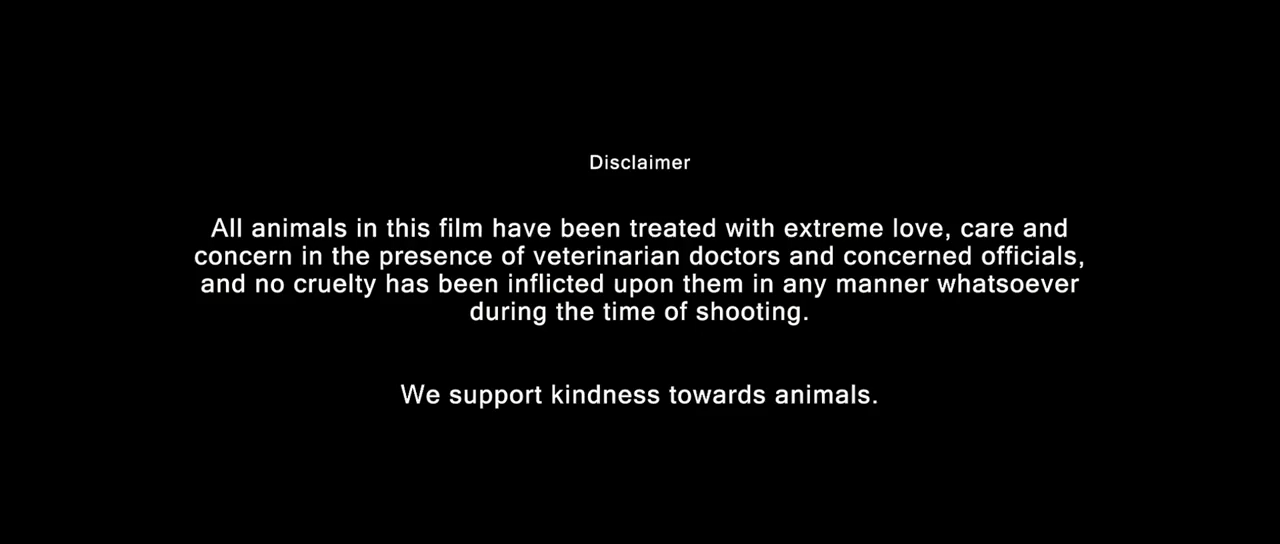 Disclaimer
All animals in this film have been treated with extreme love, care and
concern in the presence of veterinarian doctors and concerned officials,
and no cruelty has been inflicted upon them in any manner whatsoever
during the time of shooting.
We support kindness towards animals.